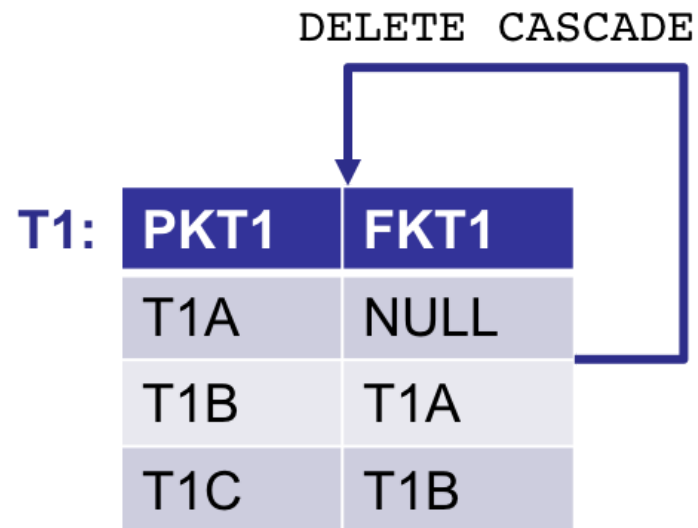 DELETE CASCADE
T1: PKT1 FKT1
T1A NULL
T1B T1A
T1C T1B